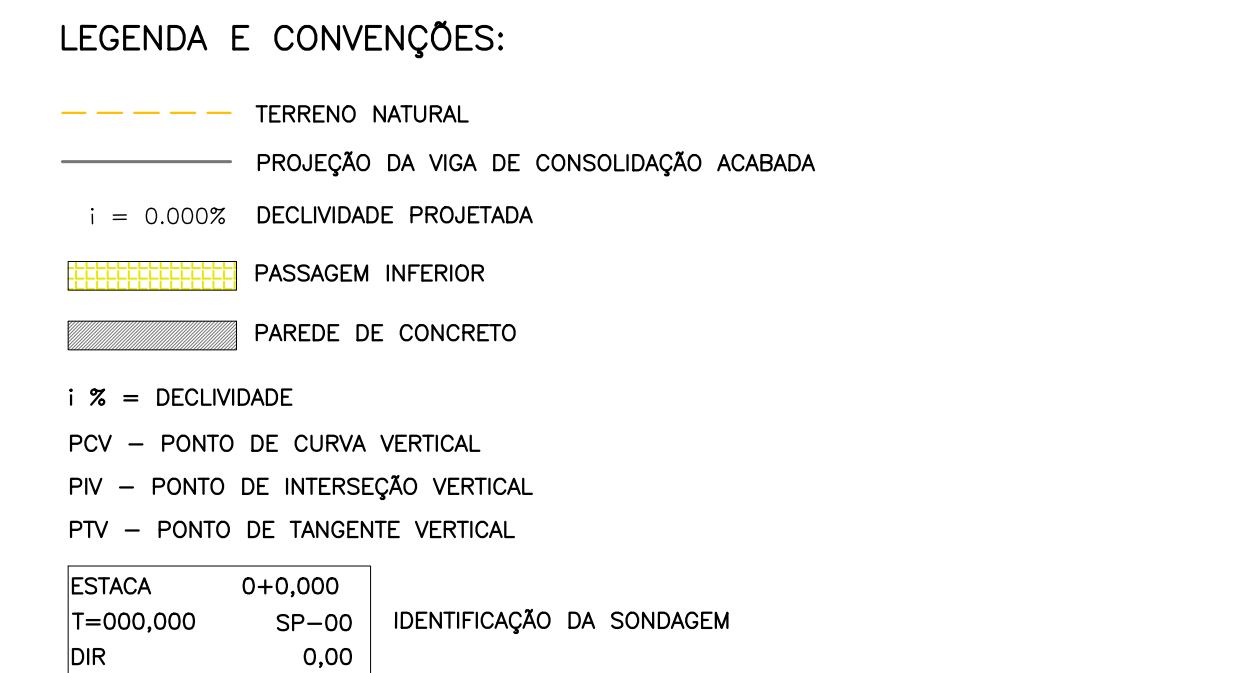 LEGENDA E CONVENÇÕES:
TERRENO NATURAL
PROJEÇÃO DA VIGA DE CONSOLIDAÇÃO ACABADA
i = 0.000% DECLIVIDADE PROJETADA
PASSAGEM INFERIOR
PAREDE DE CONCRETO
i % = DECLIVIDADE
PCV – PONTO DE CURVA VERTICAL
PIV – PONTO DE INTERSEÇÃO VERTICAL
PTV – PONTO DE TANGENTE VERTICAL
ESTACA 0+0,000
T=000,000 SP–00 IDENTIFICAÇÃO DA SONDAGEM
DIR 0,00